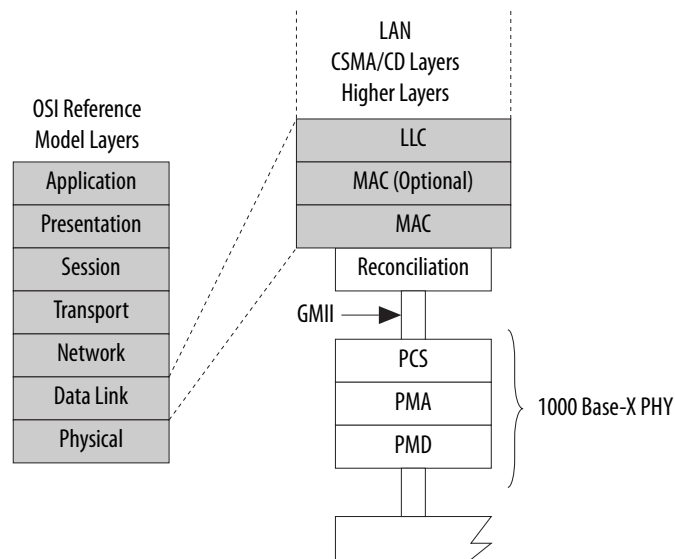 LAN
CSMA/CD Layers
Higher Layers
OSI Reference
Model Layers
Application
Presentation
Session
Transport
Network
Data Link
Physical
LLC
MAC (Optional)
MAC
Reconciliation
GMII
PCS
PMA
PMD
1000 Base-X PHY